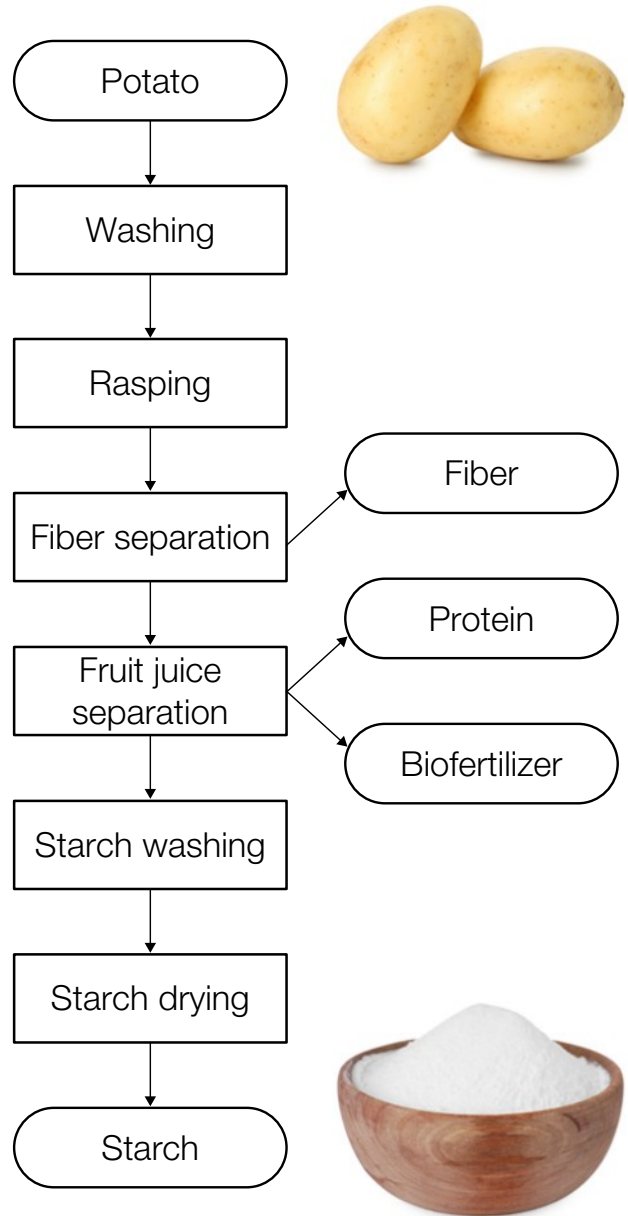 Potato
Washing
Rasping
Fiber separation
Fiber
Fruit juice
separation
Protein
Biofertilizer
Starch washing
Starch drying
Starch